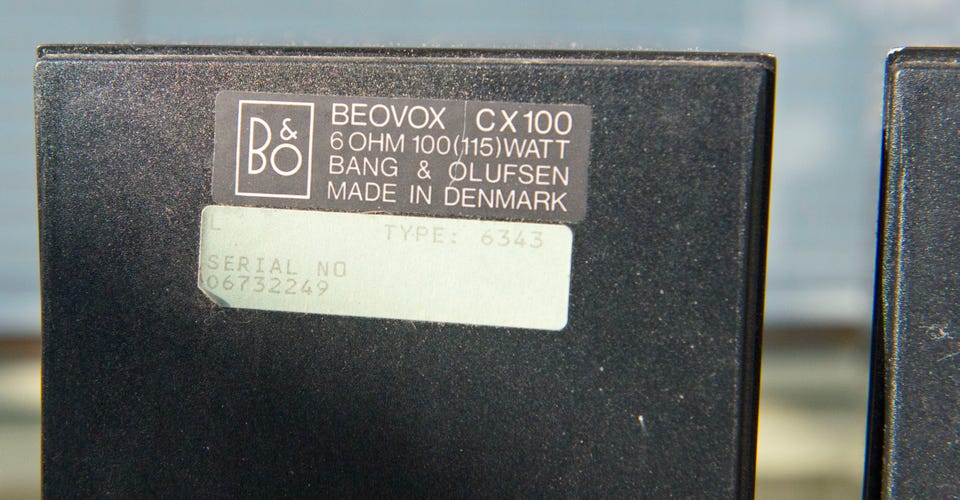 B&O
BEOVOX CX100
6 OHM 100(115)WATT
BANG & OLUFSEN
MADE IN DENMARK
L TYPE: 6343
SERIAL NO
06732249